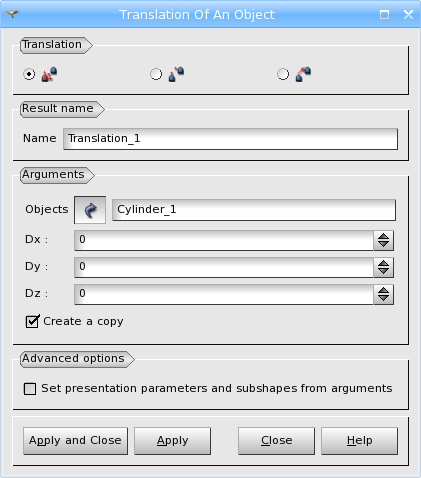 Translation Of An Object
Translation
Result name
Name Translation_1
Arguments
Objects Cylinder_1
Dx : 0
Dy : 0
Dz : 0
Create a copy
Advanced options
Set presentation parameters and subshapes from arguments
Apply and Close Apply Close Help